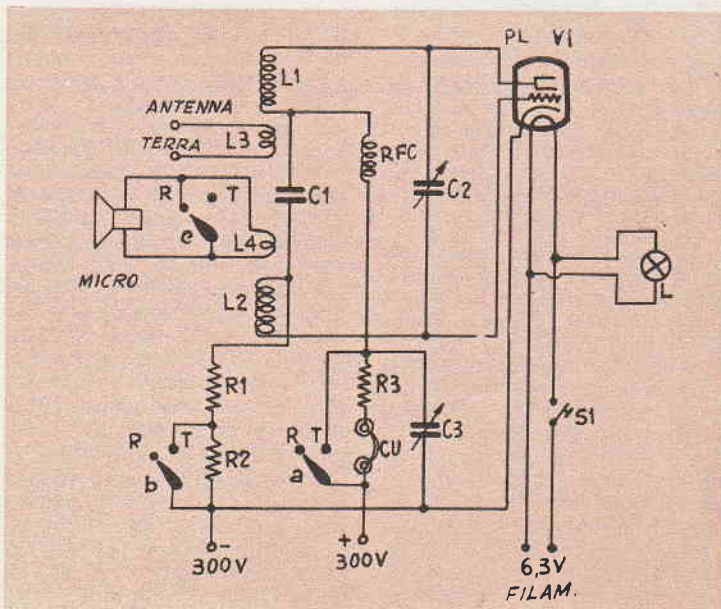 PL V1
L1
ANTENNA
TERRA
L3
RFC
R T
C1
C2
c
L4
MICRO
L2
L
R1
R3
R T
R T
C3
S1
R2
CU
b
a
-
+
300V
300V
6,3V
FILAM.